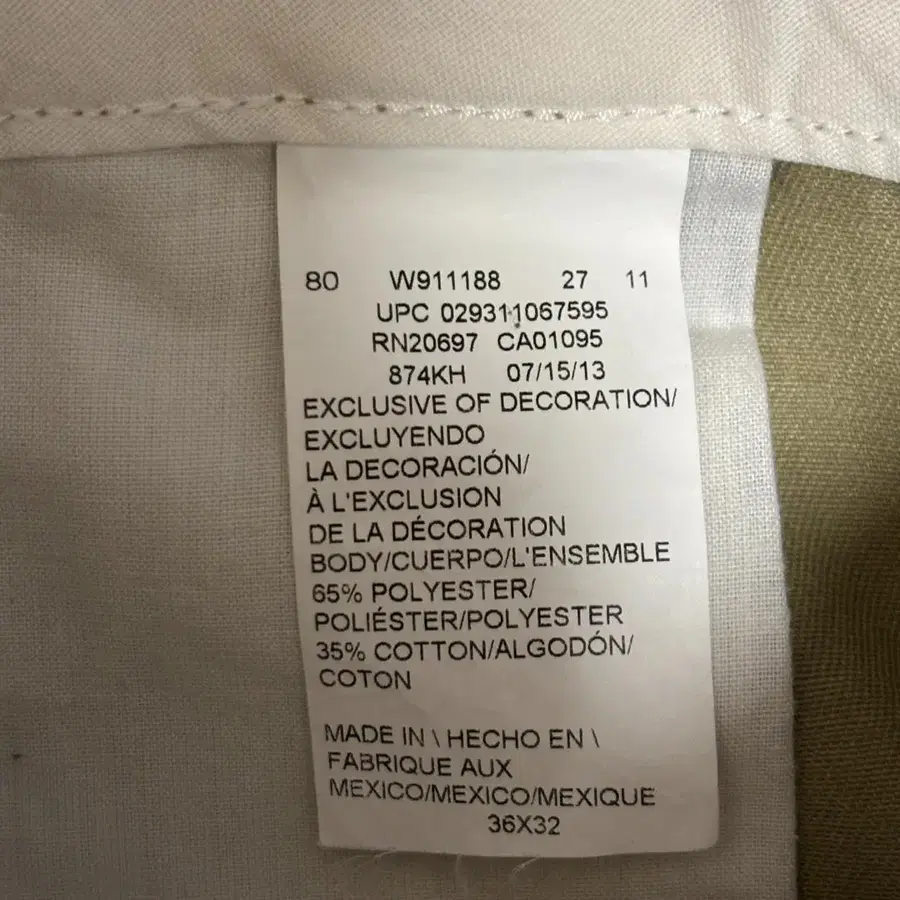 80 W911188 27 11
UPC 029311067595
RN20697 CA01095
874KH 07/15/13
EXCLUSIVE OF DECORATION/
EXCLUYENDO
LA DECORACIÓN/
À L'EXCLUSION
DE LA DÉCORATION
BODY/CUERPO/L'ENSEMBLE
65% POLYESTER/
POLIÉSTER/POLYESTER
35% COTTON/ALGODÓN/
COTON
MADE IN \ HECHO EN \
FABRIQUE AUX
MEXICO/MEXICO/MEXIQUE
36X32